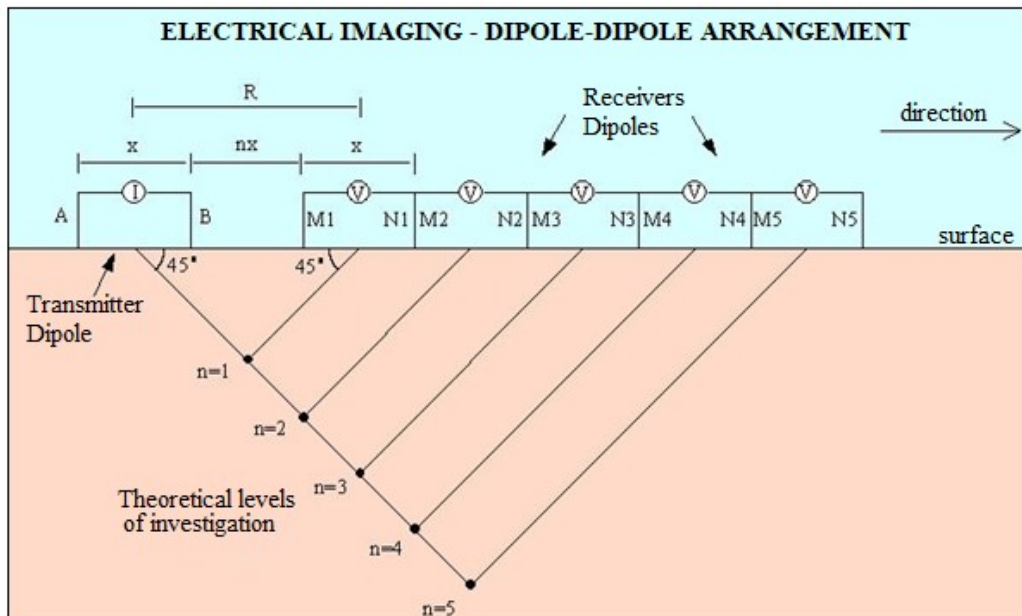 ELECTRICAL IMAGING - DIPOLE-DIPOLE ARRANGEMENT
R
Receivers
Dipoles
direction
x nx x
I V V V V V
A B M1 N1 M2 N2 M3 N3 M4 N4 M5 N5
surface
45° 45°
Transmitter
Dipole
n=1
n=2
n=3
Theoretical levels
of investigation
n=4
n=5